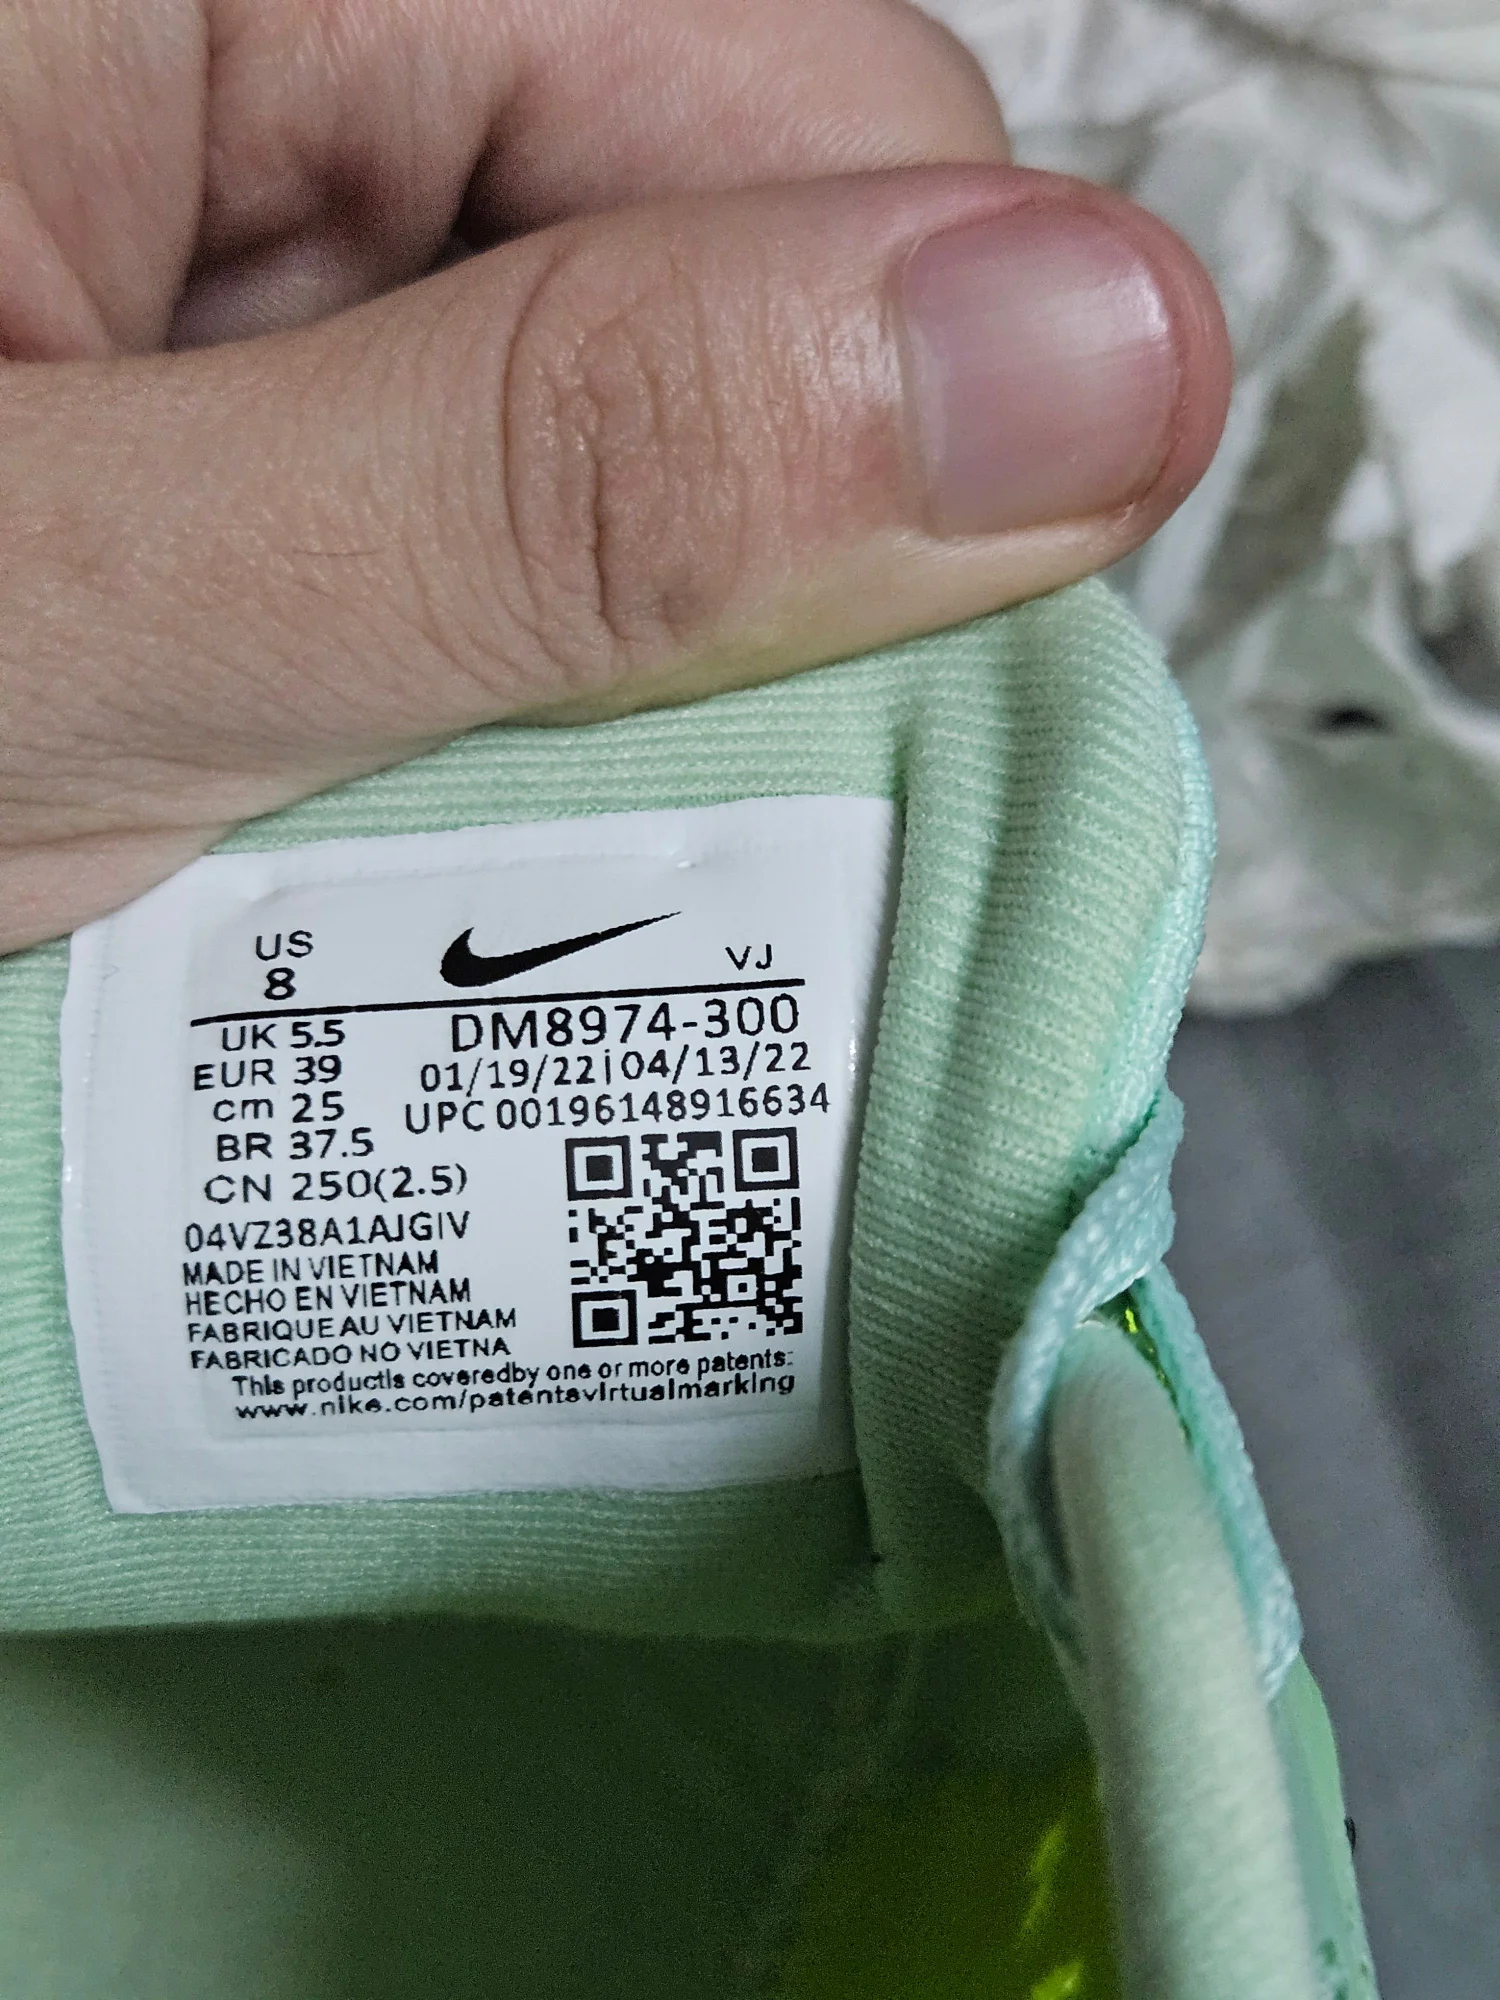 US
8
VJ
UK 5.5
DM8974-300
EUR 39
01/19/22|04/13/22
cm 25
UPC 00196148916634
BR 37.5
CN 250(2.5)
04VZ38A1AJGIV
MADE IN VIETNAM
HECHO EN VIETNAM
FABRIQUE AU VIETNAM
FABRICADO NO VIETNA
This productis coveredby one or more patents:
www.nike.com/patentsvirtualmarking